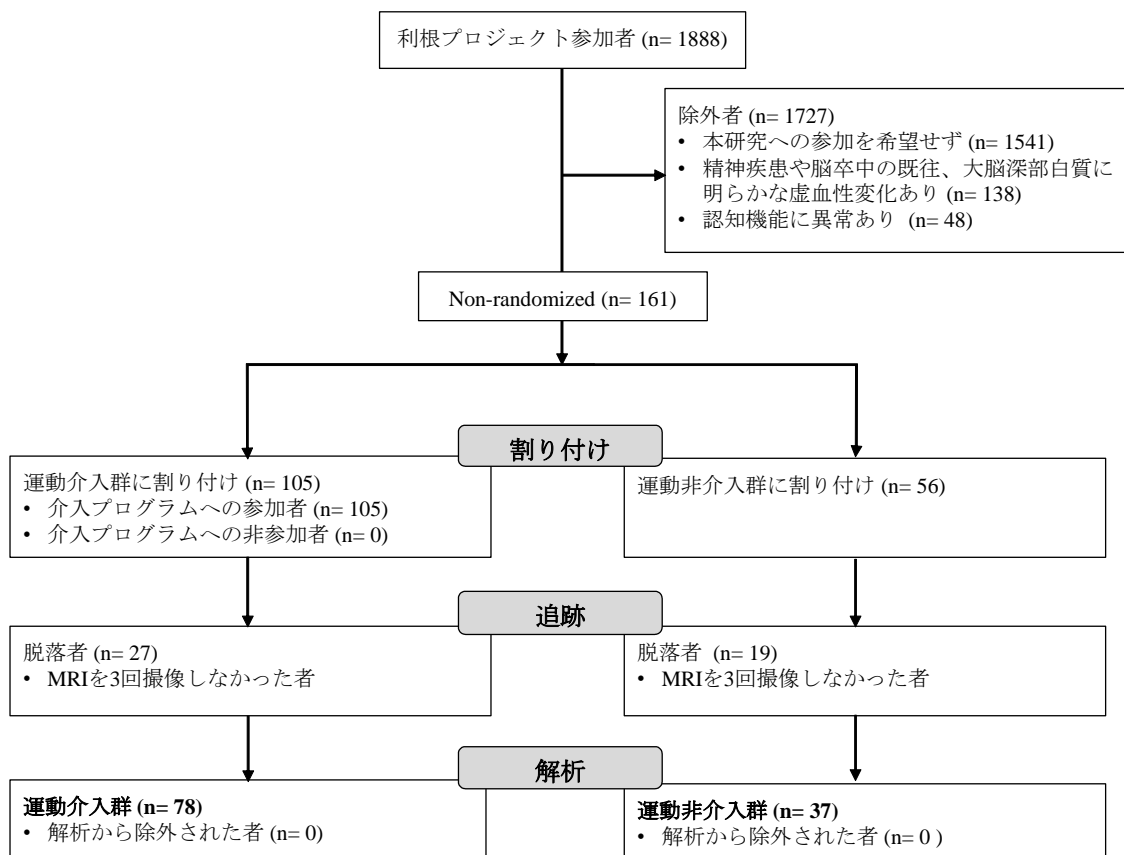 利根プロジェクト参加者 (n= 1888)
除外者 (n= 1727)
• 本研究への参加を希望せず (n= 1541)
• 精神疾患や脳卒中の既往、大脳深部白質に
明らかな虚血性変化あり (n= 138)
• 認知機能に異常あり (n= 48)
Non-randomized (n= 161)
割り付け
運動介入群に割り付け (n= 105)
• 介入プログラムへの参加者 (n= 105)
• 介入プログラムへの非参加者 (n= 0)
運動非介入群に割り付け (n= 56)
追跡
脱落者 (n= 27)
• MRIを3回撮像しなかった者
脱落者 (n= 19)
• MRIを3回撮像しなかった者
解析
運動介入群 (n= 78)
• 解析から除外された者 (n= 0)
運動非介入群 (n= 37)
• 解析から除外された者 (n= 0 )